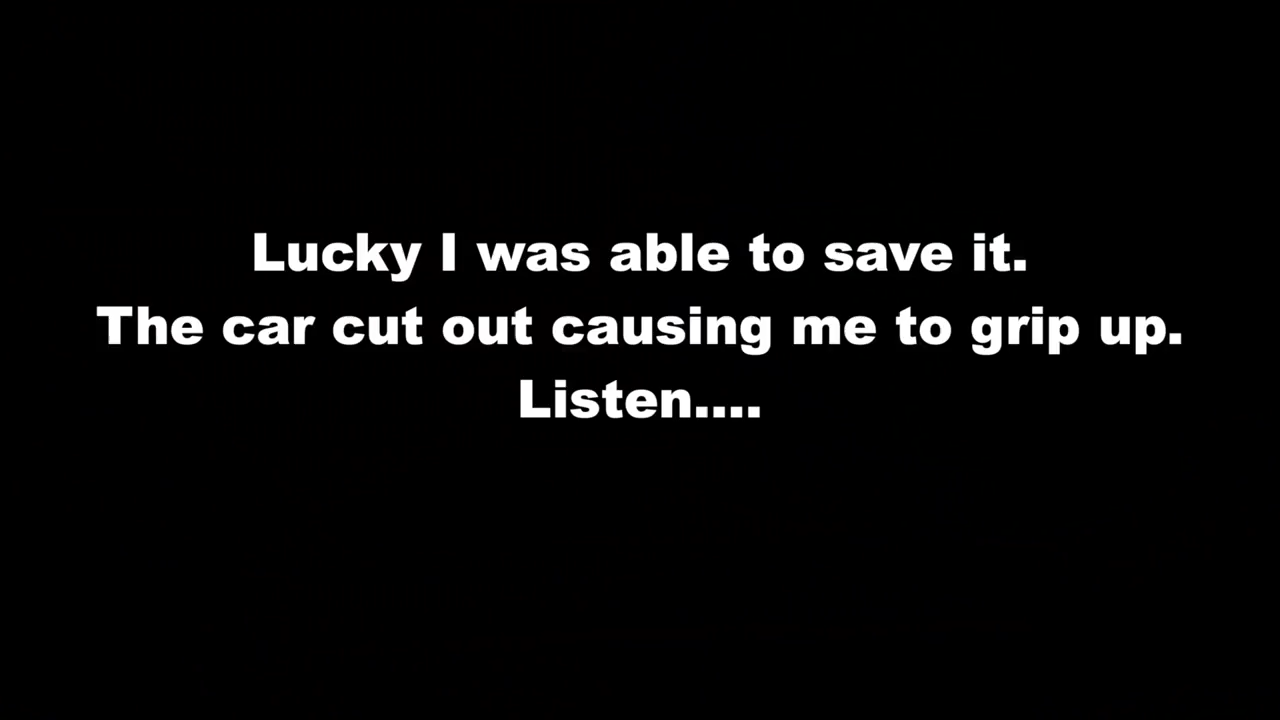 Lucky I was able to save it.
The car cut out causing me to grip up.
Listen....